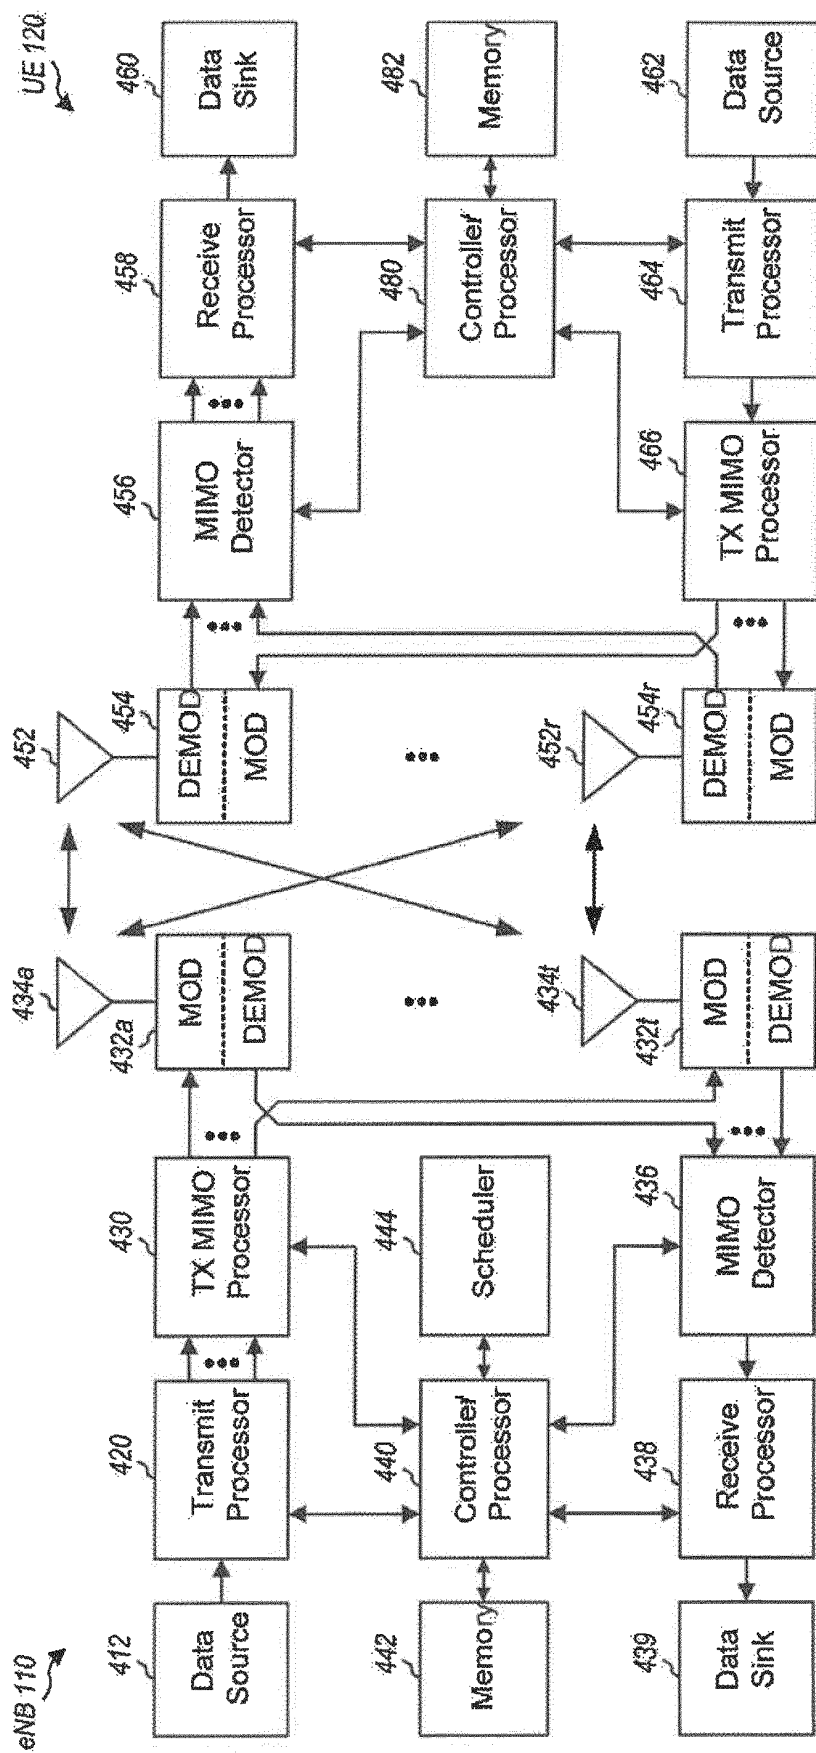 eNB 110
UE 120
412
Data
Source
420
Transmit
Processor
430
TX MIMO
Processor
432a
MOD
DEMOD
434a
452
454
DEMOD
MOD
456
MIMO
Detector
458
Receive
Processor
460
Data
Sink
442
Memory
440
Controller/
Processor
444
Scheduler
480
Controller/
Processor
482
Memory
439
Data
Sink
438
Receive
Processor
436
MIMO
Detector
432t
MOD
DEMOD
434t
452r
454r
DEMOD
MOD
466
TX MIMO
Processor
464
Transmit
Processor
462
Data
Source